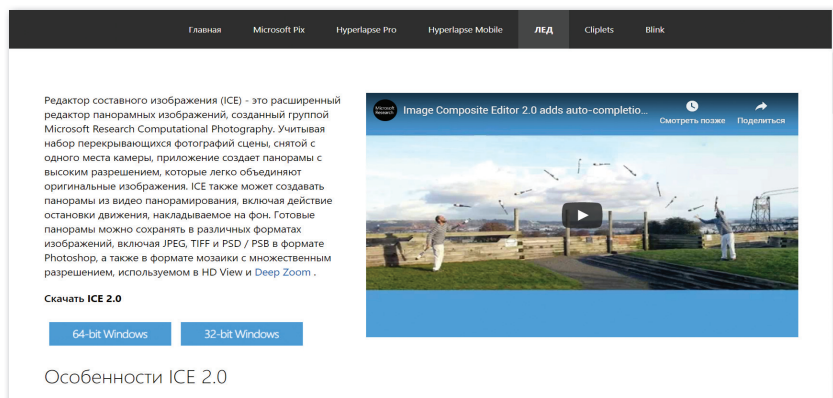 Главная Microsoft Pix Hyperlapse Pro Hyperlapse Mobile ЛЕД Cliplets Blink
Редактор составного изображения (ICE) - это расширенный
редактор панорамных изображений, созданный группой
Microsoft Research Computational Photography. Учитывая
набор перекрывающихся фотографий сцены, снятой с
одного места камеры, приложение создает панорамы с
высоким разрешением, которые легко объединяют
оригинальные изображения. ICE также может создавать
панорамы из видео панорамирования, включая действие
остановки движения, накладываемое на фон. Готовые
панорамы можно сохранять в различных форматах
изображений, включая JPEG, TIFF и PSD / PSB в формате
Photoshop, а также в формате мозаики с множественным
разрешением, используемом в HD View и Deep Zoom .
Скачать ICE 2.0
64-bit Windows 32-bit Windows
Особенности ICE 2.0
Microsoft
Research
Image Composite Editor 2.0 adds auto-completio...
Смотреть позже Поделиться